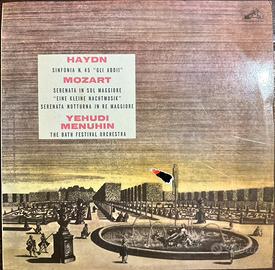 HAYDN
SINFONIA N. 45 "GLI ADDII"
MOZART
SERENATA IN SOL MAGGIORE
"EINE KLEINE NACHTMUSIK"
SERENATA NOTTURNA IN RE MAGGIORE
YEHUDI
MENUHIN
THE BATH FESTIVAL ORCHESTRA